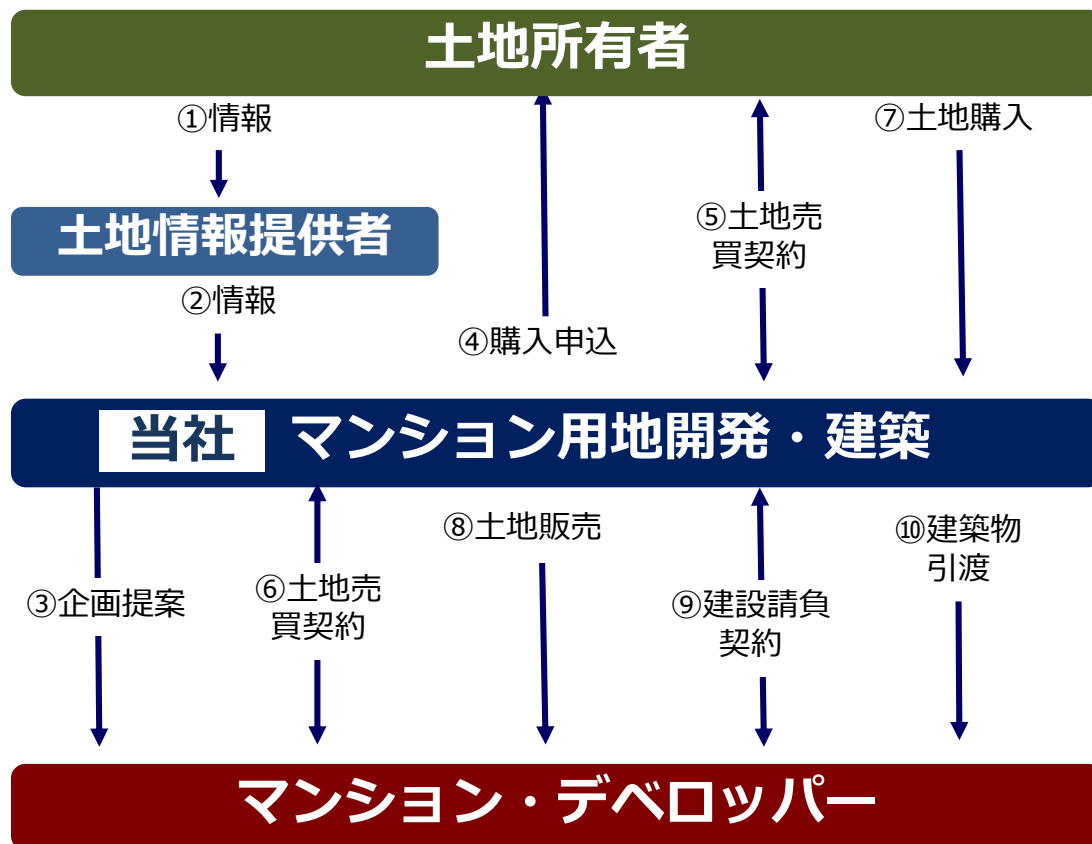 土地所有者
①情報
⑦土地購入
土地情報提供者
⑤土地売
買契約
②情報
④購入申込
当社 マンション用地開発・建築
⑧土地販売
⑩建築物
引渡
③企画提案
⑥土地売
買契約
⑨建設請負
契約
マンション・デベロッパー